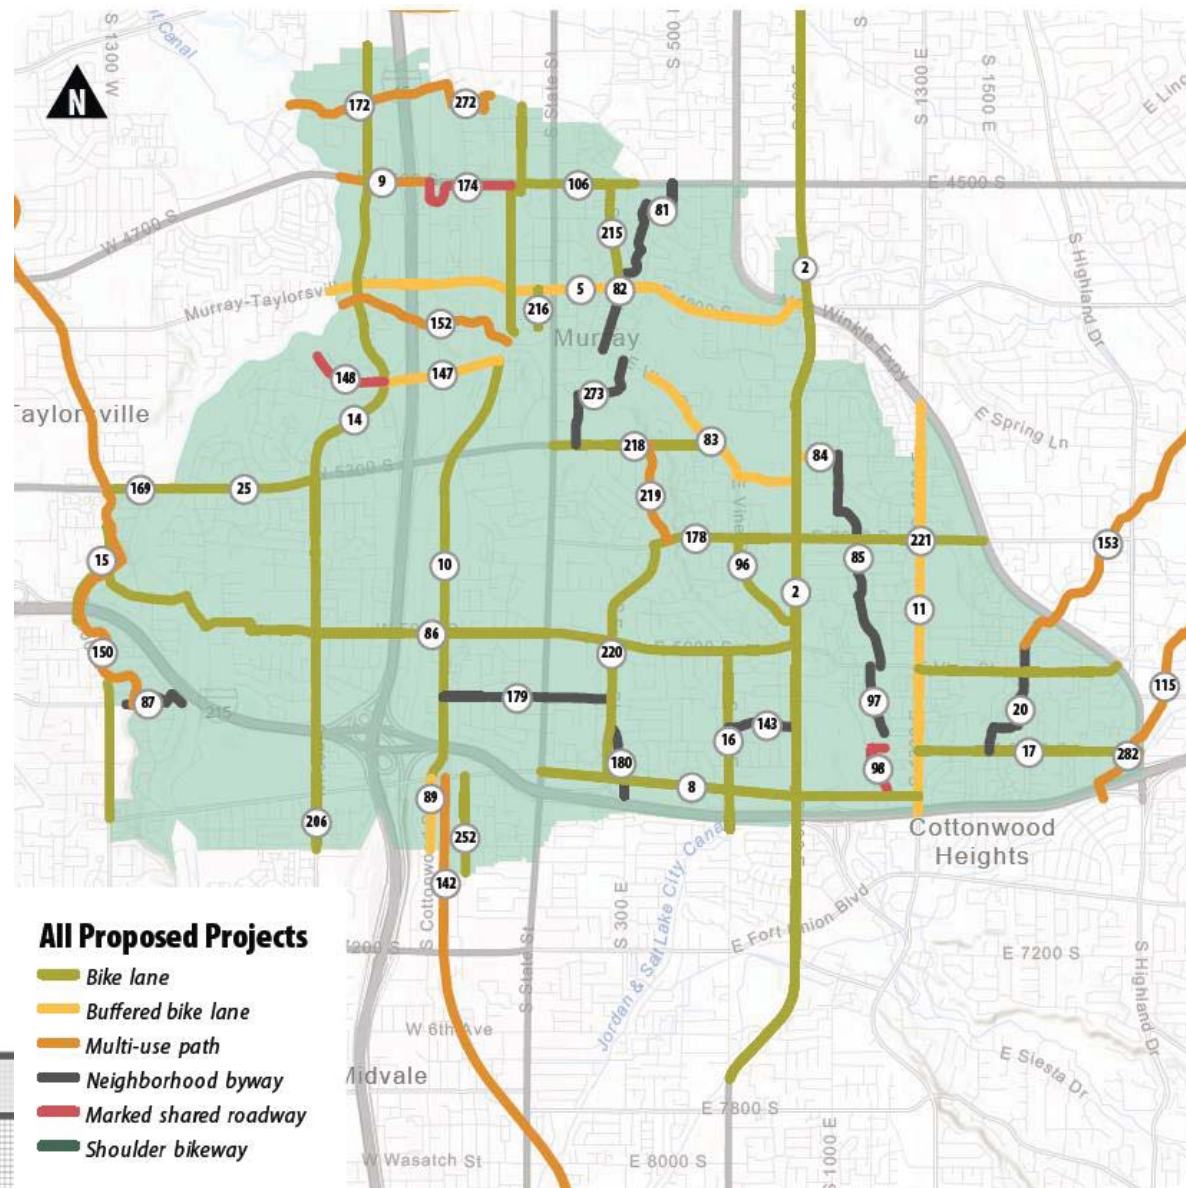 S 1300 W
Canal
N
S State St
S 500
S
S 1300 E
S 1500 E
172
272
9
174
106
E 4500 S
81
W 4700 S
215
2
S Highland Dr
Murray-Taylorsvil
5
82
E 4800 S
216
152
Murray
Winkle Expy
148
147
273
14
Taylorsville
E Spring Ln
218
83
84
W 5300 S
169
25
219
E Vine
178
221
153
15
10
96
85
2
11
86
220
150
115
87
215
179
97
20
16
143
180
17
282
98
89
8
206
252
Cottonwood
Heights
142
S Cottonwo
Jordan & Salt Lake City Canal
S 300 E
E Fort Union Blvd
7200 S
E 7200 S
S State St
S Highland Dr
W 6th Ave
E Siesta Dr
Midvale
E 7800 S
W Wasatch St
E 8000 S
S 1000 E
All Proposed Projects
Bike lane
Buffered bike lane
Multi-use path
Neighborhood byway
Marked shared roadway
Shoulder bikeway